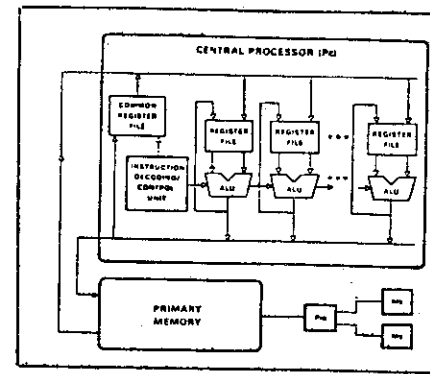 CENTRAL PROCESSOR (Pc)
COMMON
REGISTER
FILE
REGISTER
FILE
REGISTER
FILE
REGISTER
FILE
INSTRUCTION
DECODING/
CONTROL
UNIT
ALU
ALU
ALU
PRIMARY
MEMORY